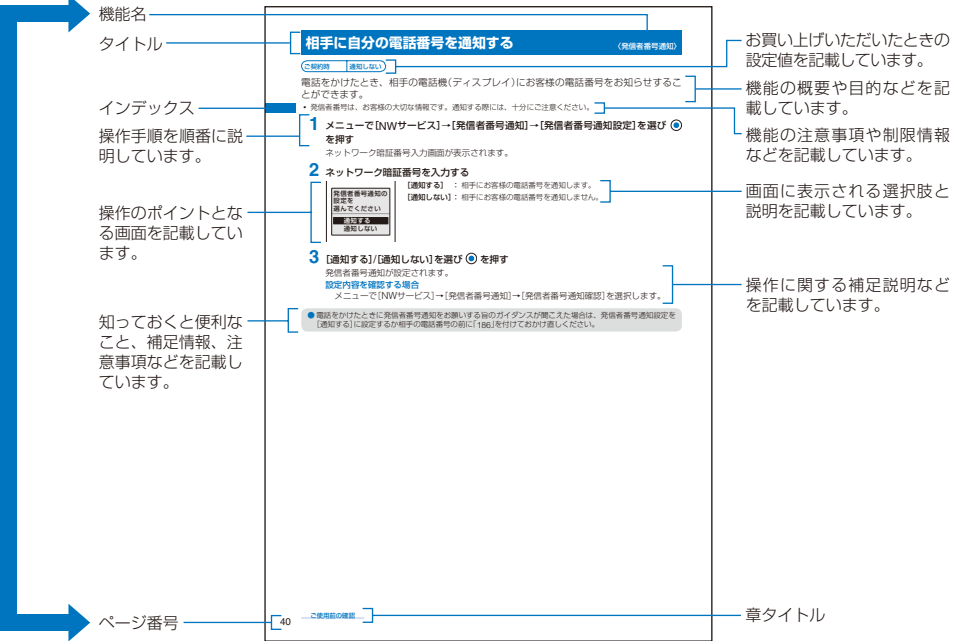 機能名
タイトル
インデックス
操作手順を順番に説
明しています。
操作のポイントとな
る画面を記載してい
ます。
知っておくと便利な
こと、補足情報、注
意事項などを記載し
ています。
ページ番号
相手に自分の電話番号を通知する
〈発信者番号通知〉
ご契約時 通知しない
電話をかけたとき、相手の電話機(ディスプレイ)にお客様の電話番号をお知らせするこ
とができます。
• 発信者番号は、お客様の大切な情報です。通知する際には、十分にご注意ください。
1 メニューで[NWサービス]→[発信者番号通知]→[発信者番号通知設定]を選び
を押す
ネットワーク暗証番号入力画面が表示されます。
2 ネットワーク暗証番号を入力する
発信者番号通知の
設定を
選んでください
通知する
通知しない
[通知する] :相手にお客様の電話番号を通知します。
[通知しない]:相手にお客様の電話番号を通知しません。
3 [通知する]/[通知しない]を選び を押す
発信者番号通知が設定されます。
設定内容を確認する場合
メニューで[NWサービス]→[発信者番号通知]→[発信者番号通知確認]を選択します。
●電話をかけたときに発信者番号通知をお願いする旨のガイダンスが聞こえた場合は、発信者番号通知設定を
[通知する]に設定するか相手の電話番号の前に「186」を付けておかけ直しください。
40
ご使用前の確認
お買い上げいただいたときの
設定値を記載しています。
機能の概要や目的などを記
載しています。
機能の注意事項や制限情報
などを記載しています。
画面に表示される選択肢と
説明を記載しています。
操作に関する補足説明など
を記載しています。
章タイトル